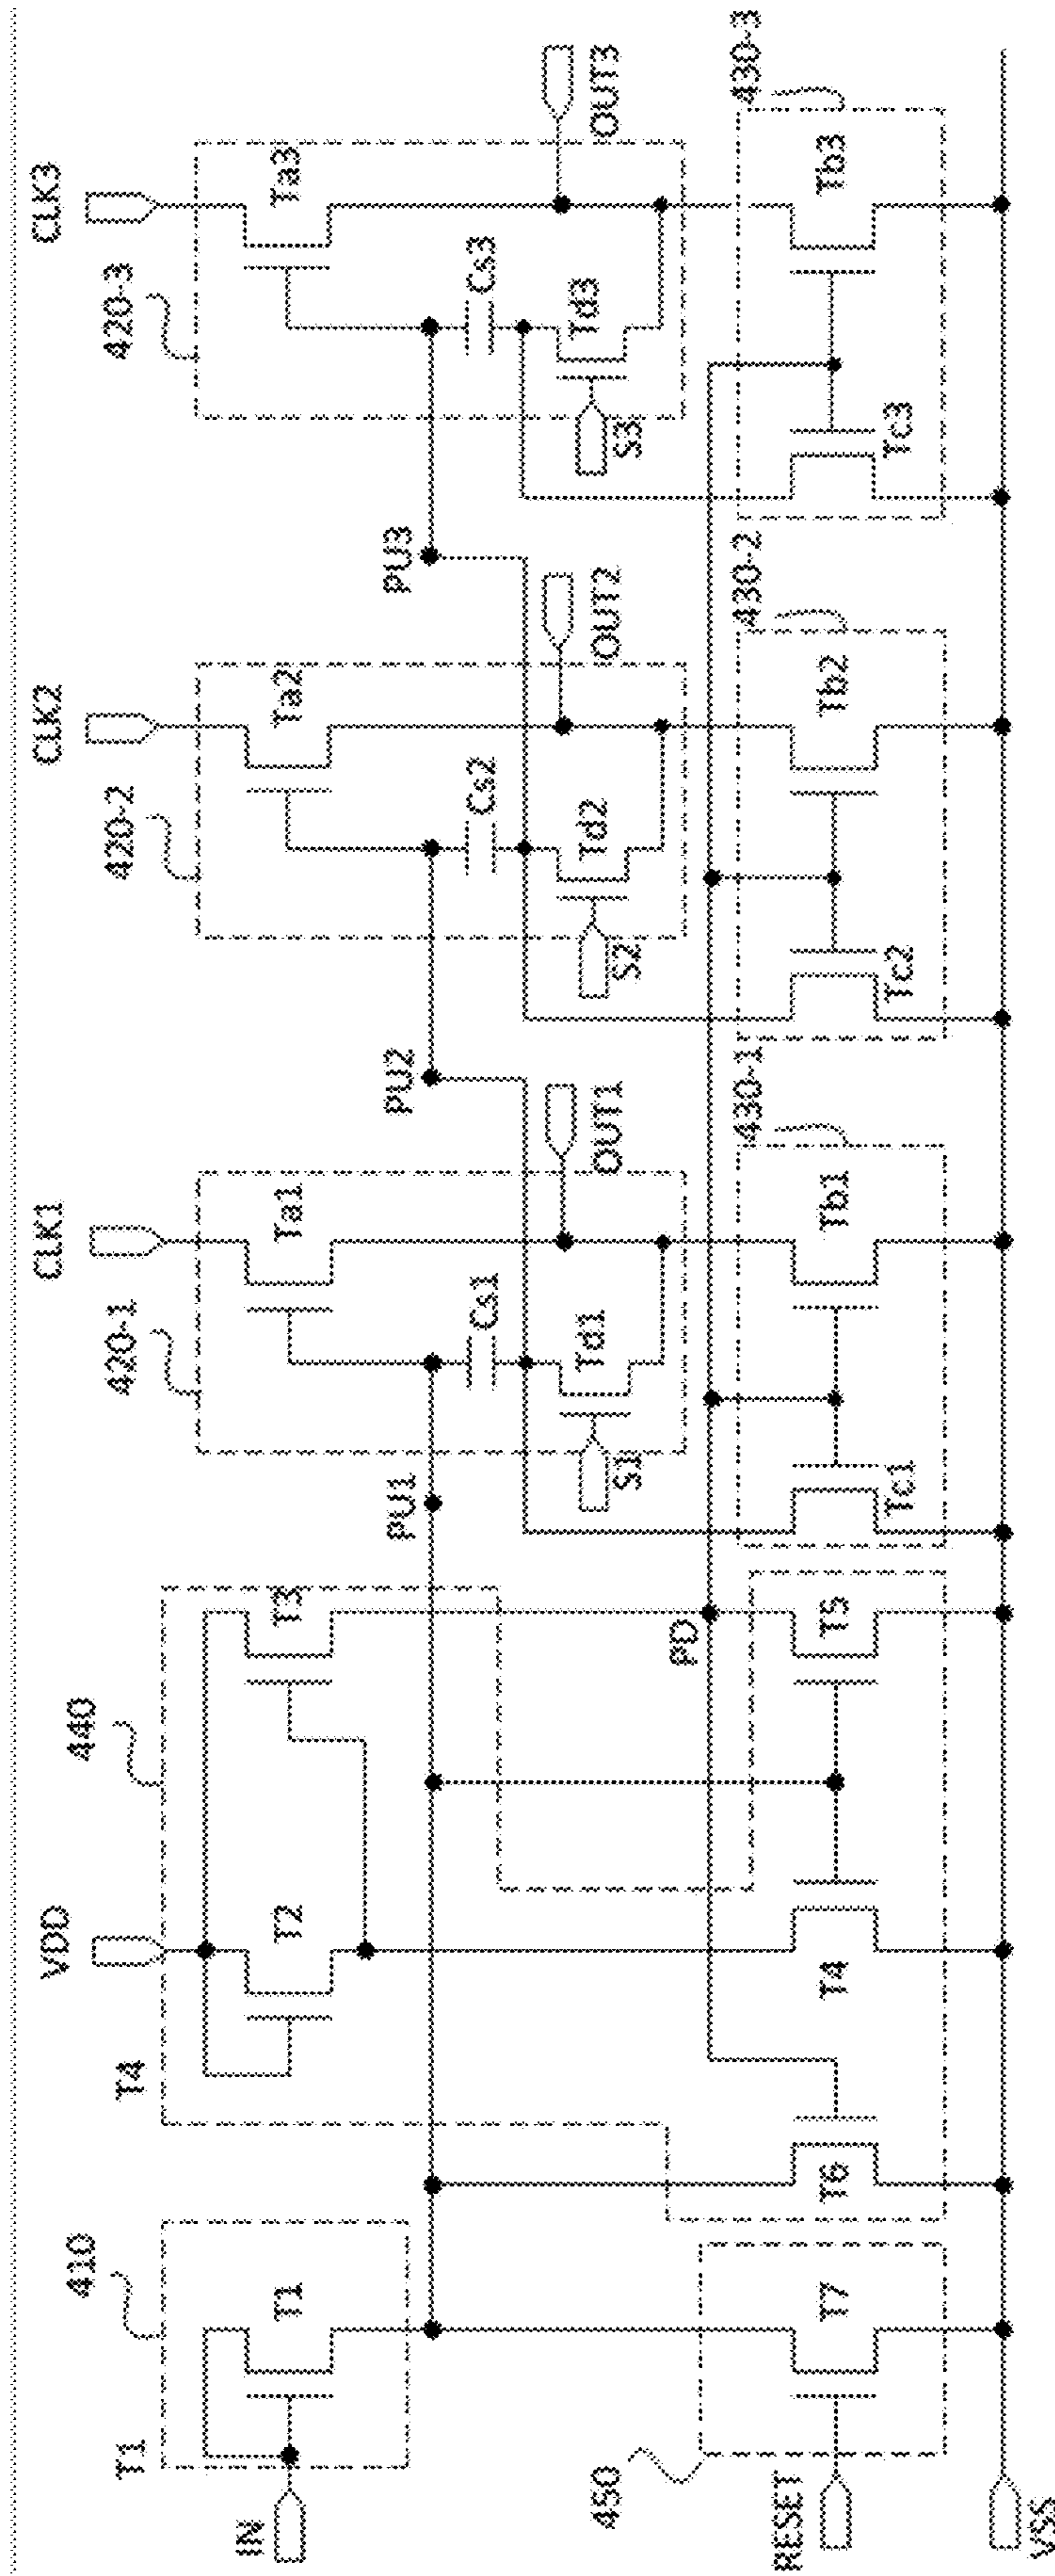 IN
T1
410
T1
RESET
450
T7
VSS
T4
VDD
440
T2
T3
T6
T4
T5
PD
PU1
CLK1
420-1
Ta1
Cs1
Td1
S1
OUT1
430-1
Tc1
Tb1
PU2
CLK2
420-2
Ta2
Cs2
Td2
S2
OUT2
430-2
Tc2
Tb2
PU3
CLK3
420-3
Ta3
Cs3
Td3
S3
OUT3
430-3
Tc3
Tb3